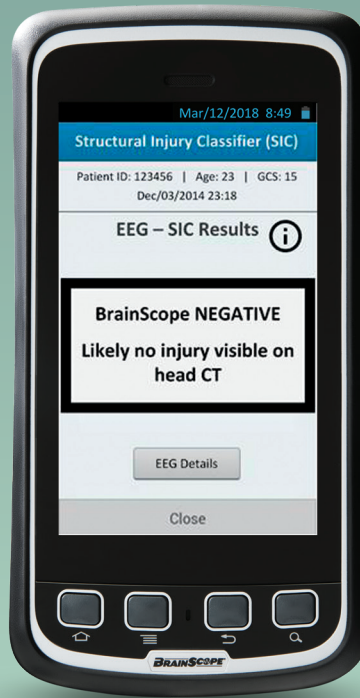 Mar/12/2018 8:49
Structural Injury Classifier (SIC)
Patient ID: 123456 | Age: 23 | GCS: 15
Dec/03/2014 23:18
EEG – SIC Results i
BrainScope NEGATIVE
Likely no injury visible on
head CT
EEG Details
Close
BRAINSCOPE